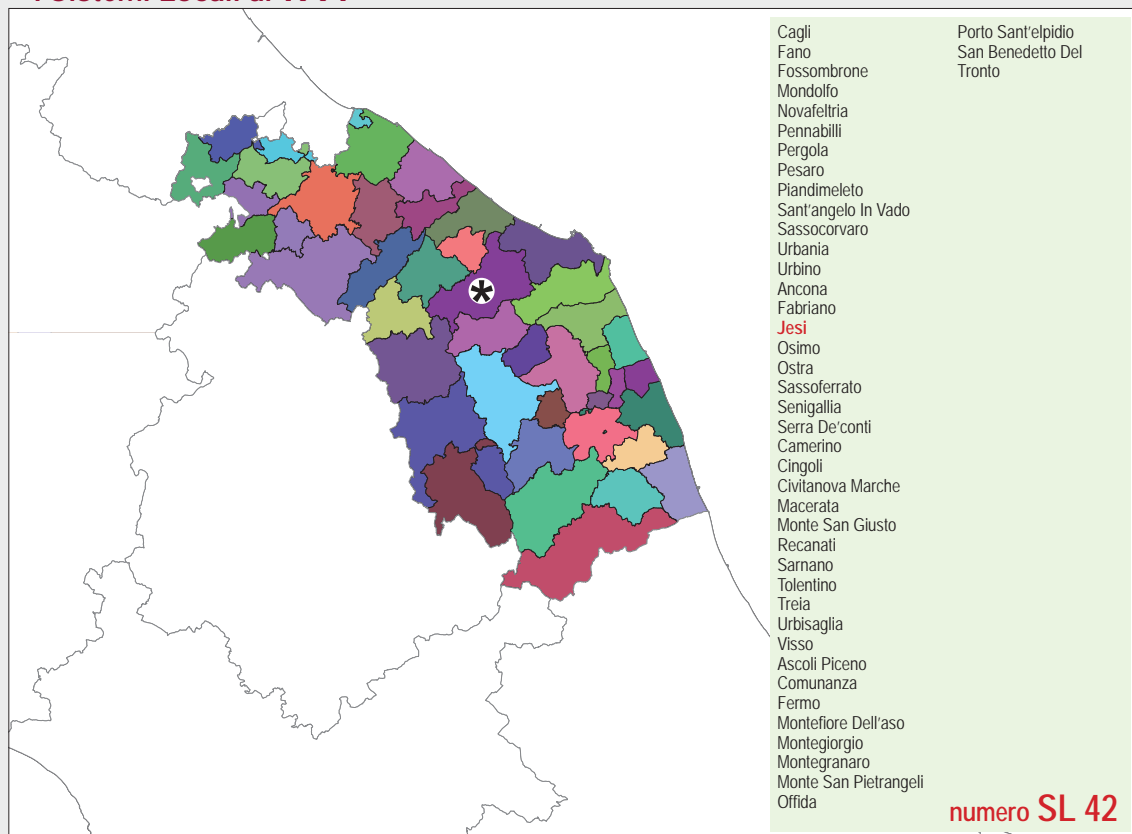 Cagli
Fano
Fossombrone
Mondolfo
Novafeltria
Pennabilli
Pergola
Pesaro
Piandimeleto
Sant'angelo In Vado
Sassocorvaro
Urbania
Urbino
Ancona
Fabriano
Jesi
Osimo
Ostra
Sassoferrato
Senigallia
Serra De'conti
Camerino
Cingoli
Civitanova Marche
Macerata
Monte San Giusto
Recanati
Sarnano
Tolentino
Treia
Urbisaglia
Visso
Ascoli Piceno
Comunanza
Fermo
Montefiore Dell'aso
Montegiorgio
Montegranaro
Monte San Pietrangeli
Offida
Porto Sant'elpidio
San Benedetto Del
Tronto
numero SL 42